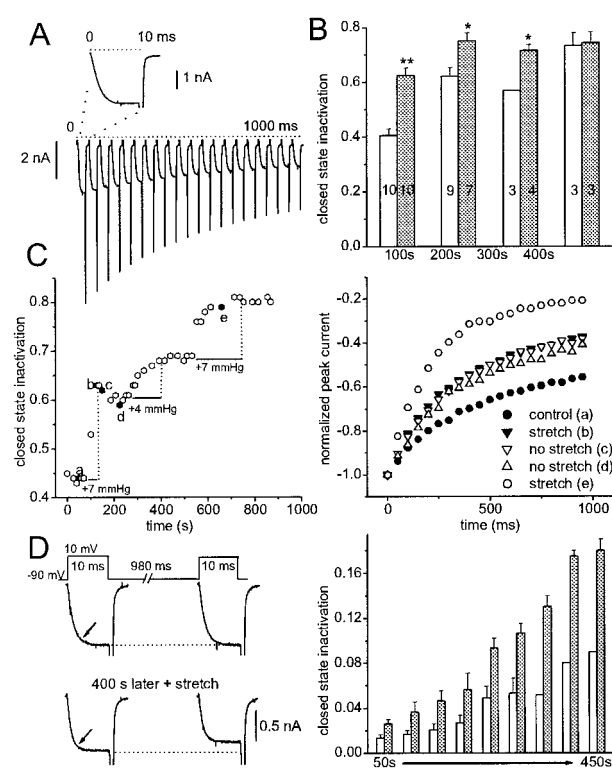 A
0 10 ms
1 nA
0 1000 ms
2 nA
B
closed state inactivation
0.8
0.6
0.4
0.2
0.0
** * *
10 10 9 7 3 4 3 3
100s 200s 300s 400s
C
closed state inactivation
0.8
0.7
0.6
0.5
0.4
a
b
c
d
e
+7 mmHg
+4 mmHg
+7 mmHg
0 200 400 600 800 1000
time (s)
normalized peak current
-0.2
-0.4
-0.6
-0.8
-1.0
control (a)
stretch (b)
no stretch (c)
no stretch (d)
stretch (e)
0 500 1000
time (ms)
D
10 mV
-90 mV 10 ms 980 ms 10 ms
400 s later + stretch
0.5 nA
closed state inactivation
0.16
0.12
0.08
0.04
0.00
50s 450s